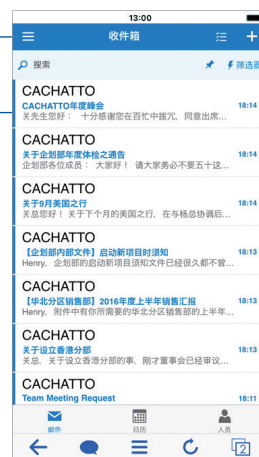 13:00
收件箱
搜索 筛选器
CACHATTO
CACHATTO年度峰会 18:14
关先生您好： 十分感谢您在百忙中拨冗，同意出席...
CACHATTO
关于企划部年度体检之通告 18:14
企划部各位成员： 大家好！ 请大家务必不要五十这...
CACHATTO
关于9月美国之行 18:14
关总您好！关于下个月的美国之行，在与杨总协调后...
CACHATTO
【企划部内部文件】启动新项目时须知 18:13
Henry, 企划部的启动新项目须知文件已经很久都不曾...
CACHATTO
【华北分区销售部】2016年度上半年销售汇报 18:13
Henry, 附件中有你所需要的华北分区销售部的上半年...
CACHATTO
关于设立香港分部 18:13
关总，关于设立香港分部的事，刚才董事会已经审议...
CACHATTO
Team Meeting Request 18:11
邮件 日历 人员
2